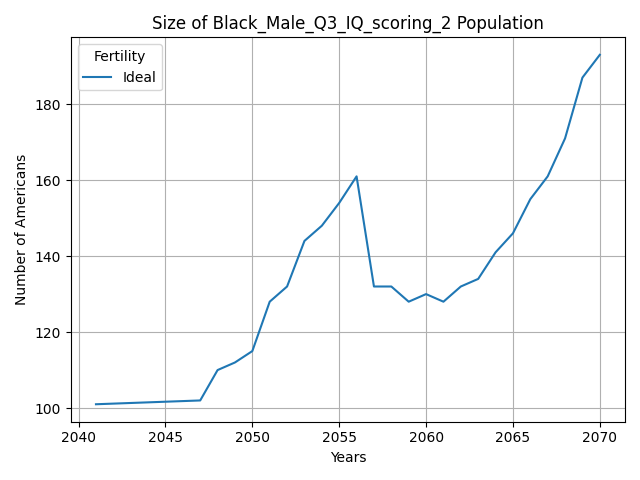 Size of Black_Male_Q3_IQ_scoring_2 Population
Fertility
Ideal
Number of Americans
180
160
140
120
100
2040 2045 2050 2055 2060 2065 2070
Years